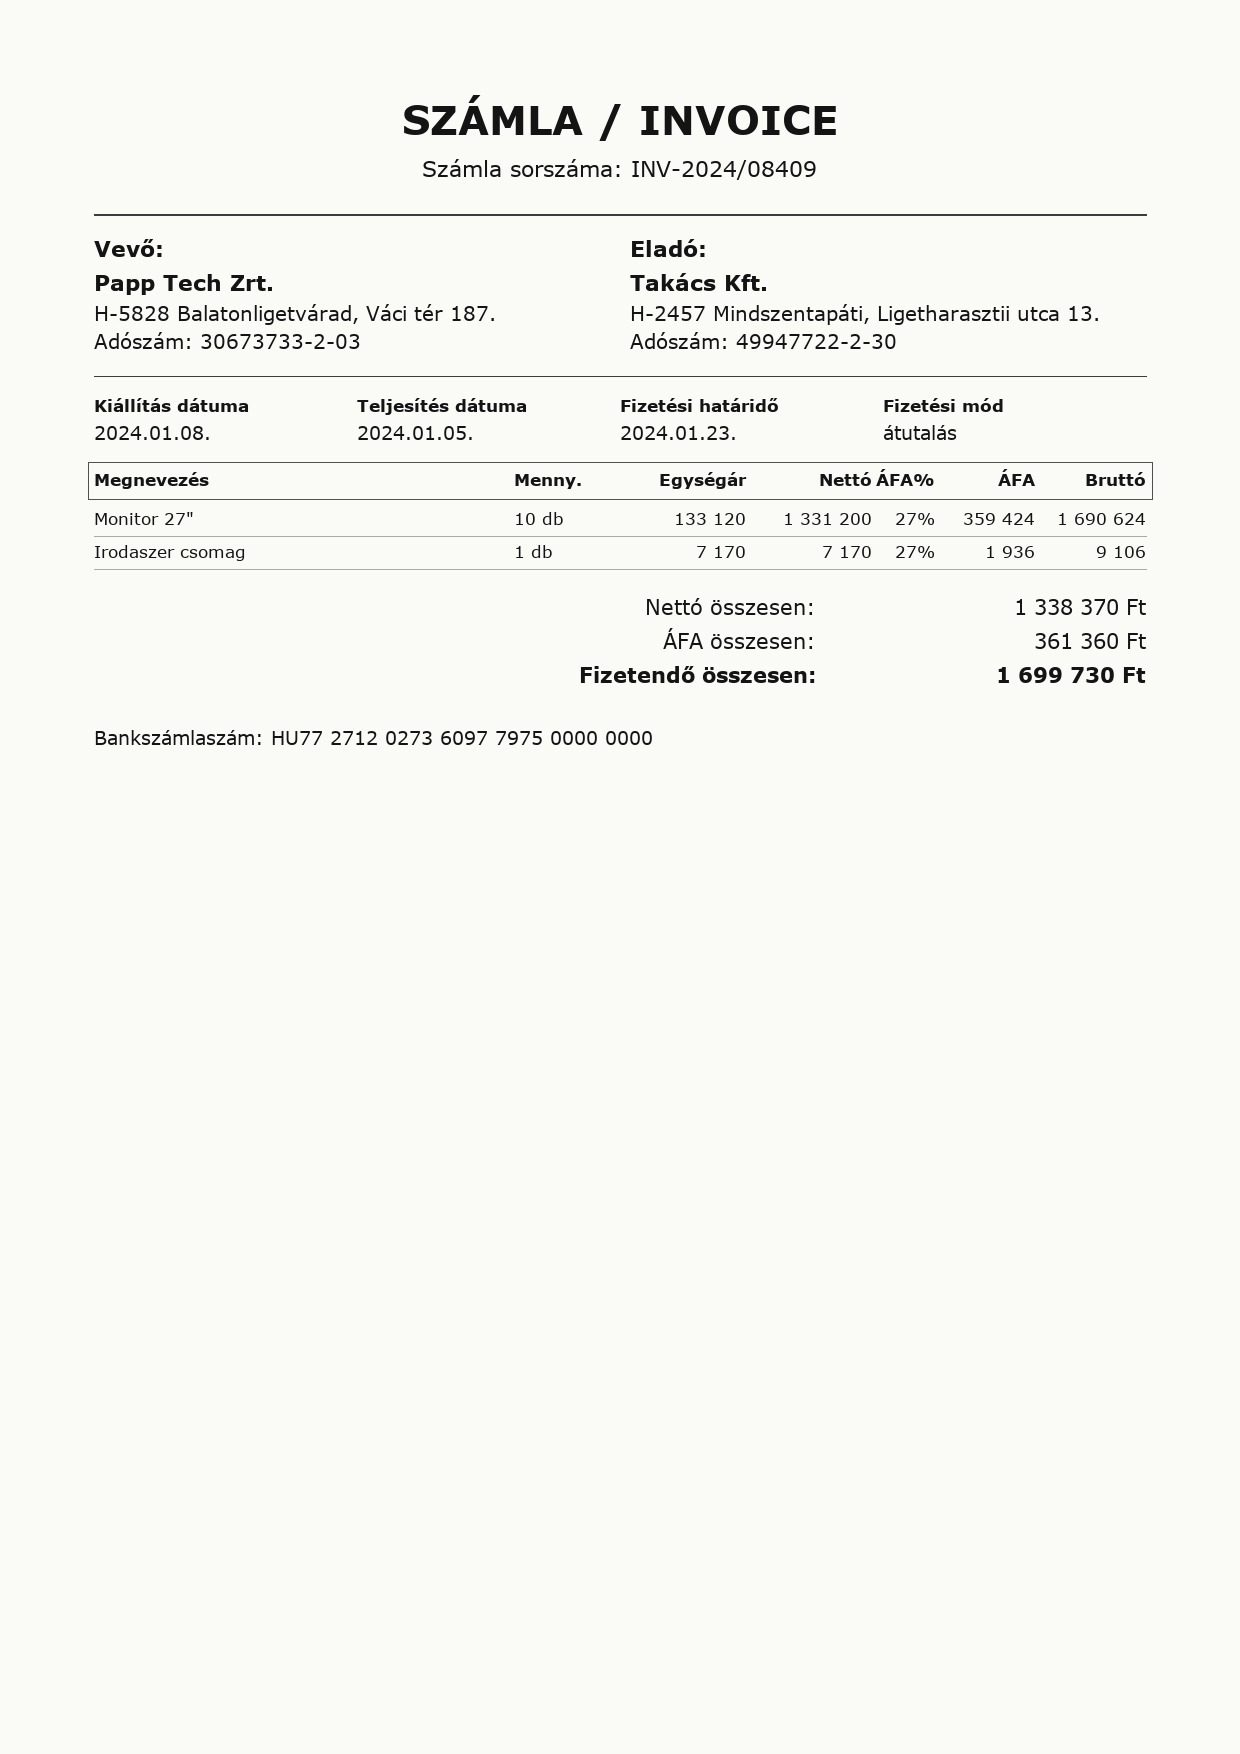 SZÁMLA / INVOICE
Számla sorszáma: INV-2024/08409
Vevő:
Papp Tech Zrt.
H-5828 Balatonligetvárad, Váci tér 187.
Adószám: 30673733-2-03
Eladó:
Takács Kft.
H-2457 Mindszentapáti, Ligetharasztii utca 13.
Adószám: 49947722-2-30
Kiállítás dátuma Teljesítés dátuma Fizetési határidő Fizetési mód
2024.01.08. 2024.01.05. 2024.01.23. átutalás
Megnevezés Menny. Egységár Nettó ÁFA% ÁFA Bruttó
Monitor 27" 10 db 133 120 1 331 200 27% 359 424 1 690 624
Irodaszer csomag 1 db 7 170 7 170 27% 1 936 9 106
Nettó összesen: 1 338 370 Ft
ÁFA összesen: 361 360 Ft
Fizetendő összesen: 1 699 730 Ft
Bankszámlaszám: HU77 2712 0273 6097 7975 0000 0000